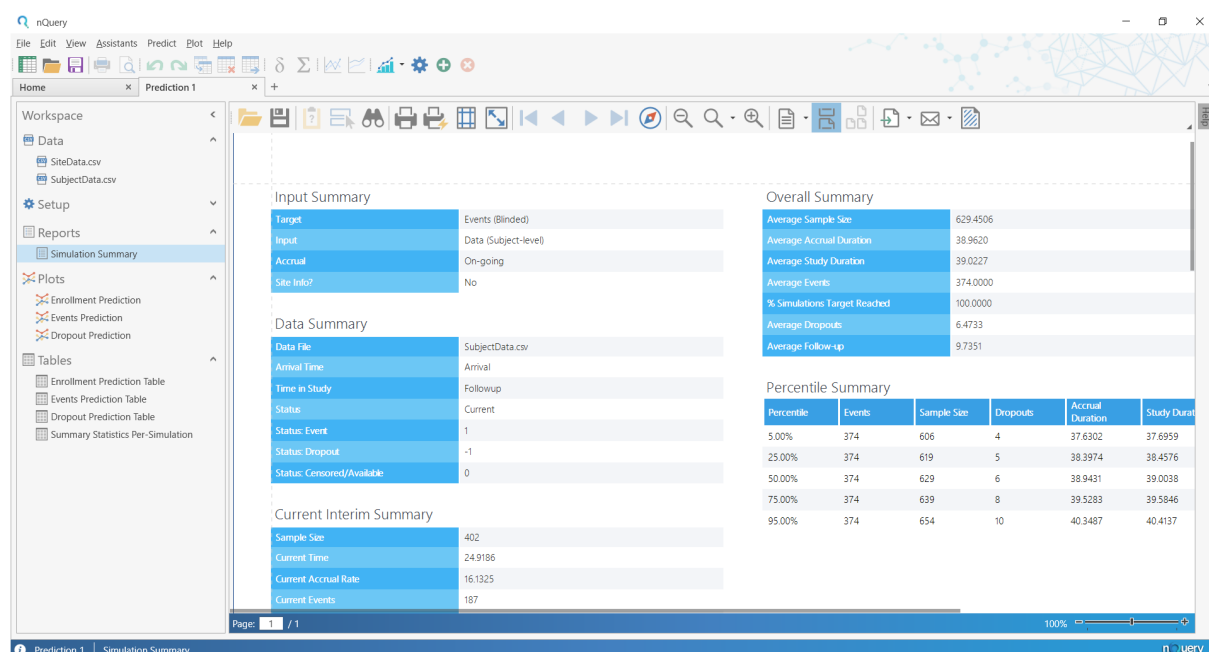 nQuery
File Edit View Assistants Predict Plot Help
Home × Prediction 1 × +
Workspace
Data
SiteData.csv
SubjectData.csv
Setup
Reports
Simulation Summary
Plots
Enrollment Prediction
Events Prediction
Dropout Prediction
Tables
Enrollment Prediction Table
Events Prediction Table
Dropout Prediction Table
Summary Statistics Per-Simulation
Help
Input Summary
Target Events (Blinded)
Input Data (Subject-level)
Accrual On-going
Site Info? No
Data Summary
Data File SubjectData.csv
Arrival Time Arrival
Time in Study Followup
Status Current
Status: Event 1
Status: Dropout -1
Status: Censored/Available 0
Current Interim Summary
Sample Size 402
Current Time 24.9186
Current Accrual Rate 16.1325
Current Events 187
Overall Summary
Average Sample Size 629.4506
Average Accrual Duration 38.9620
Average Study Duration 39.0227
Average Events 374.0000
% Simulations Target Reached 100.0000
Average Dropouts 6.4733
Average Follow-up 9.7351
Percentile Summary
Percentile Events Sample Size Dropouts Accrual Duration Study Durat
5.00% 374 606 4 37.6302 37.6959
25.00% 374 619 5 38.3974 38.4576
50.00% 374 629 6 38.9431 39.0038
75.00% 374 639 8 39.5283 39.5846
95.00% 374 654 10 40.3487 40.4137
Page: 1 / 1 100%
Prediction 1 Simulation Summary nQuery